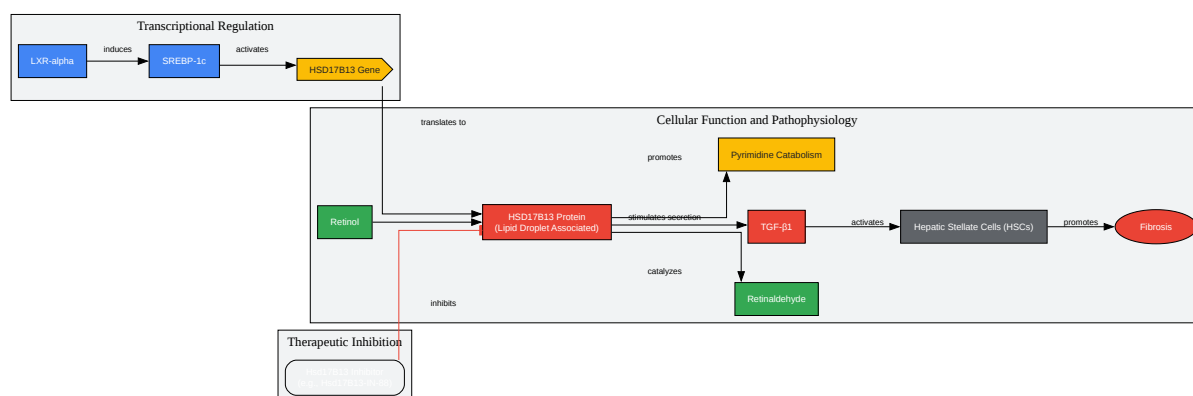 Transcriptional Regulation
LXR-alpha
induces
SREBP-1c
activates
HSD17B13 Gene
translates to
Cellular Function and Pathophysiology
promotes
Pyrimidine Catabolism
Retinol
HSD17B13 Protein
(Lipid Droplet Associated)
stimulates secretion
TGF-β1
activates
Hepatic Stellate Cells (HSCs)
promotes
Fibrosis
catalyzes
Retinaldehyde
inhibits
Therapeutic Inhibition